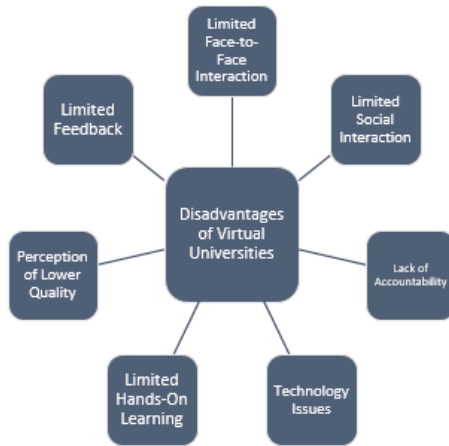 Limited
Face-to-
Face
Interaction
Limited
Social
Interaction
Lack of
Accountability
Technology
Issues
Limited
Hands-On
Learning
Perception
of Lower
Quality
Limited
Feedback
Disadvantages
of Virtual
Universities